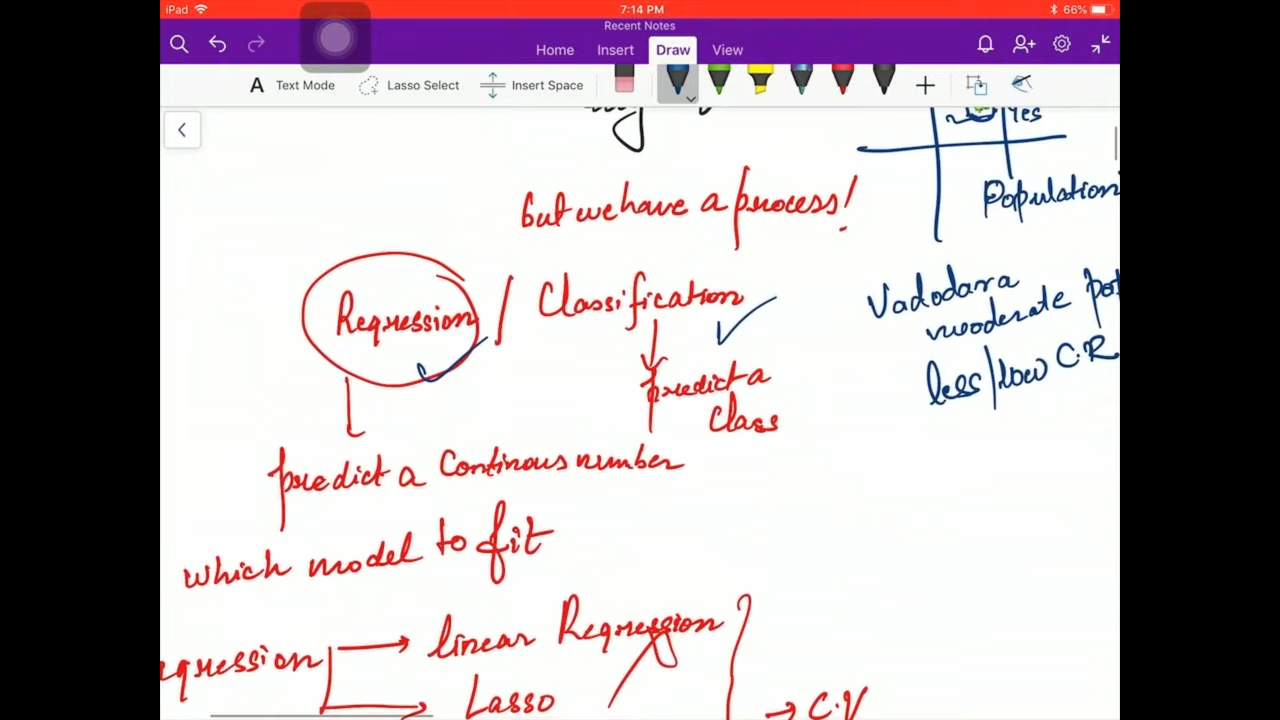 iPad 7:14 PM 66%
Recent Notes
Home Insert Draw View
A Text Mode Lasso Select Insert Space
Yes
Population
but we have a process!
Regression / Classification
predict a
Class
Vadodara
moderate
less/low C.R
predict a Continous number
which model to fit
egression
linear Regression
Lasso
→ C.V